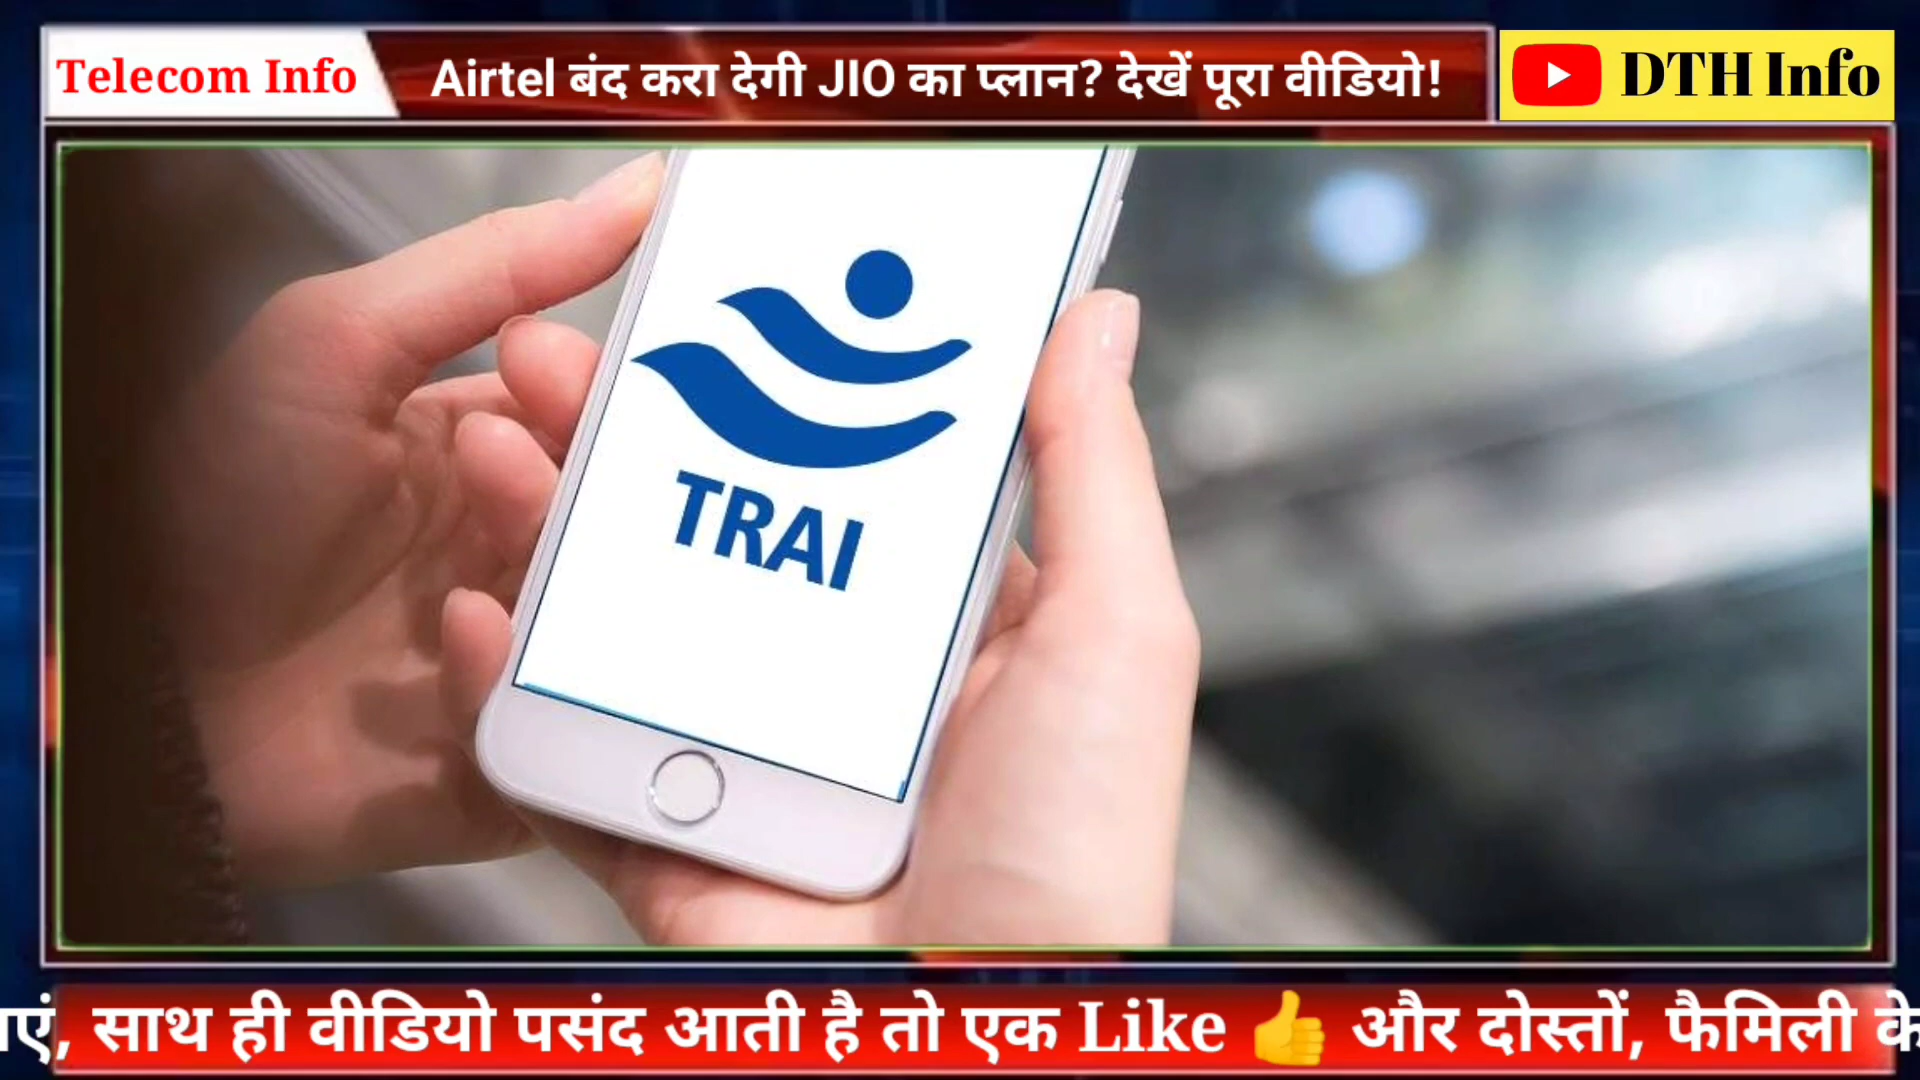 Telecom Info
Airtel बंद करा देगी JIO का प्लान? देखें पूरा वीडियो!
DTH Info
TRAI
साथ ही वीडियो पसंद आती है तो एक Like 👍 और दोस्तों, फैमिली के